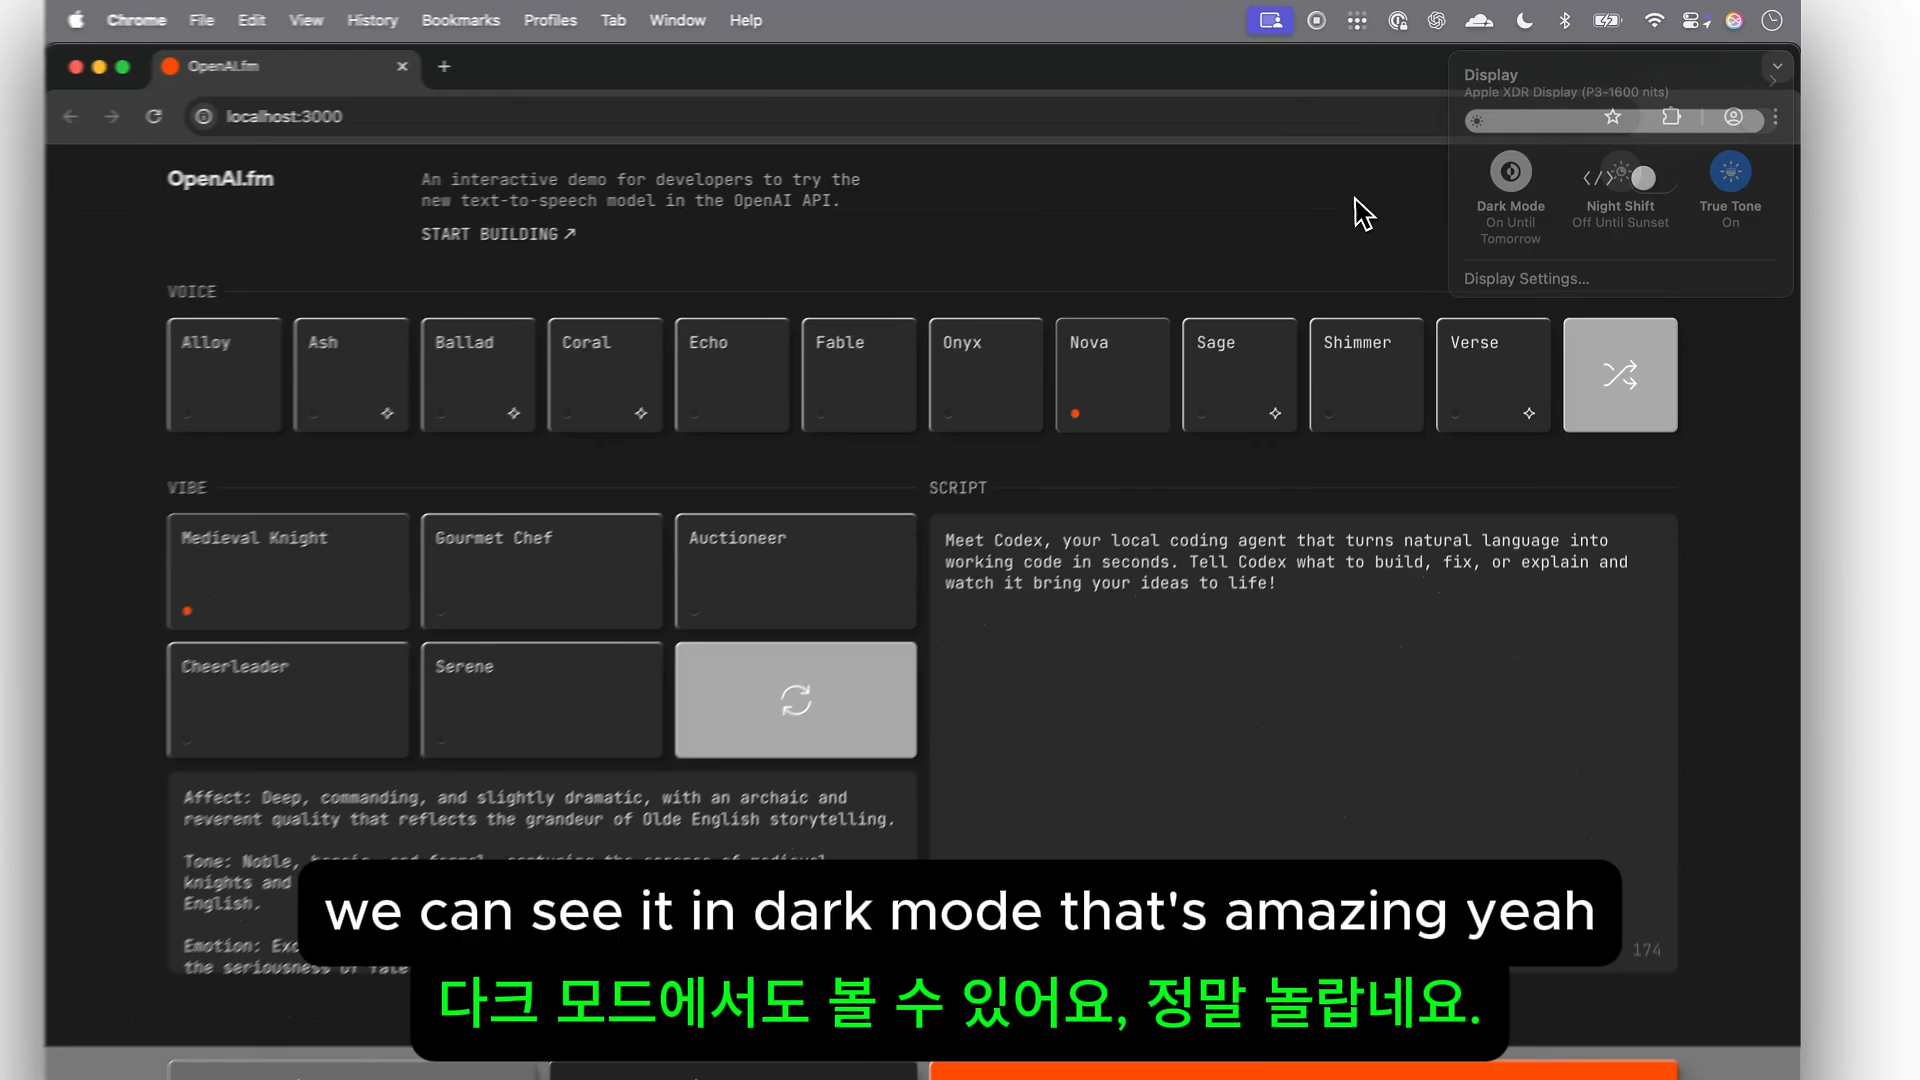 Chrome File Edit View History Bookmarks Profiles Tab Window Help
OpenAI.fm
localhost:3000
Display
Apple XDR Display (P3-1600 nits)
Dark Mode
On Until
Tomorrow
Night Shift
Off Until Sunset
True Tone
On
Display Settings...
OpenAI.fm
An interactive demo for developers to try the
new text-to-speech model in the OpenAI API.
START BUILDING
VOICE
Alloy Ash Ballad Coral Echo Fable Onyx Nova Sage Shimmer Verse
VIBE
Medieval Knight Gourmet Chef Auctioneer
Cheerleader Serene
Affect: Deep, commanding, and slightly dramatic, with an archaic and
reverent quality that reflects the grandeur of Olde English storytelling.
Tone: Noble,
knights and
English.
Emotion:
SCRIPT
Meet Codex, your local coding agent that turns natural language into
working code in seconds. Tell Codex what to build, fix, or explain and
watch it bring your ideas to life!
174
we can see it in dark mode that's amazing yeah
다크 모드에서도 볼 수 있어요, 정말 놀랍네요.